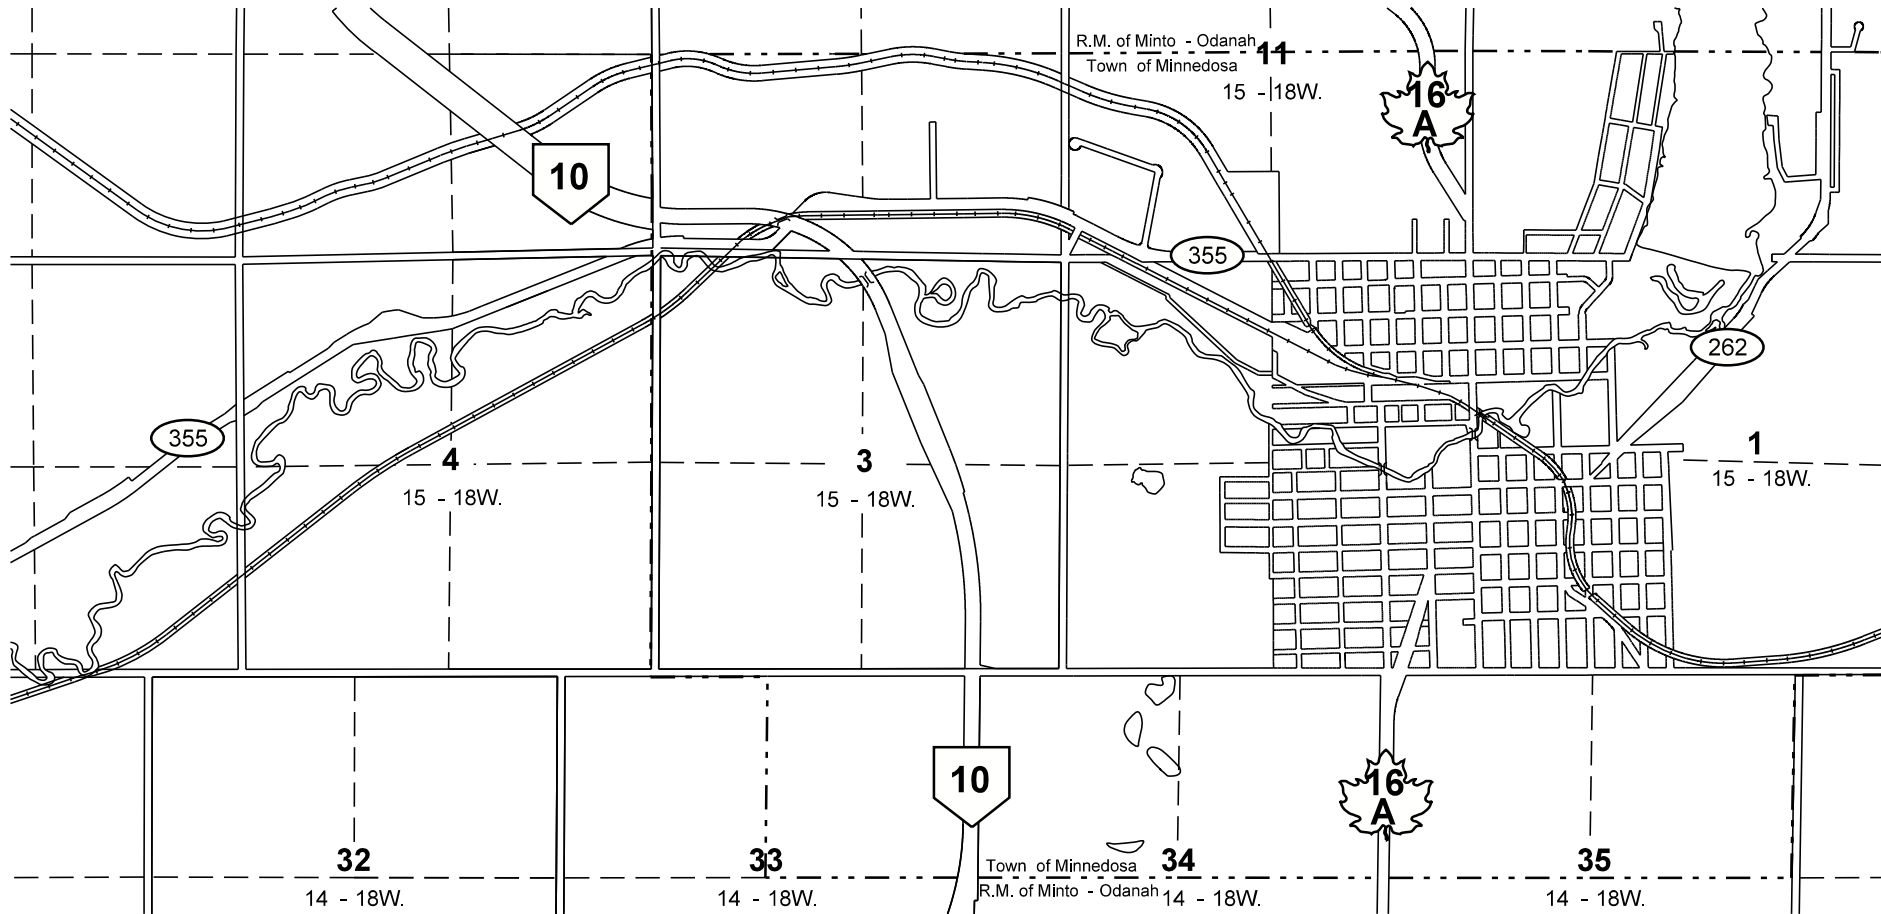 R.M. of Minto - Odanah
11
Town of Minnedosa
15 - 18W.
16
A
10
355
262
355
4
15 - 18W.
3
15 - 18W.
1
15 - 18W.
10
16
A
32
14 - 18W.
33
14 - 18W.
Town of Minnedosa
R.M. of Minto - Odanah
34
14 - 18W.
35
14 - 18W.